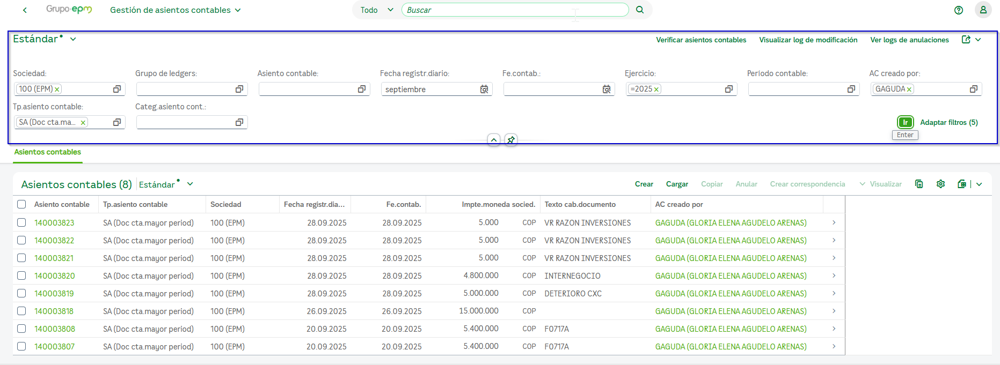 Grupo·epm Gestión de asientos contables Todo Buscar
Estándar Verificar asientos contables Visualizar log de modificación Ver logs de anulaciones
Sociedad: Grupo de ledgers: Asiento contable: Fecha registr.diario: Fe.contab.: Ejercicio: Período contable: AC creado por:
100 (EPM) septiembre =2025 GAGUDA
Tp.asiento contable: Categ.asiento cont.:
SA (Doc cta.ma... Ir Adaptar filtros (5)
Enter
Asientos contables
Asientos contables (8) Estándar Crear Cargar Copiar Anular Crear correspondencia Visualizar
Asiento contable Tp.asiento contable Sociedad Fecha registr.dia... Fe.contab. Impte.moneda socied. Texto cab.documento AC creado por
140003823 SA (Doc cta.mayor period) 100 (EPM) 28.09.2025 28.09.2025 5.000 COP VR RAZON INVERSIONES GAGUDA (GLORIA ELENA AGUDELO ARENAS)
140003822 SA (Doc cta.mayor period) 100 (EPM) 28.09.2025 28.09.2025 5.000 COP VR RAZON INVERSIONES GAGUDA (GLORIA ELENA AGUDELO ARENAS)
140003821 SA (Doc cta.mayor period) 100 (EPM) 28.09.2025 28.09.2025 5.000 COP VR RAZON INVERSIONES GAGUDA (GLORIA ELENA AGUDELO ARENAS)
140003820 SA (Doc cta.mayor period) 100 (EPM) 28.09.2025 28.09.2025 4.800.000 COP INTERNEGOCIO GAGUDA (GLORIA ELENA AGUDELO ARENAS)
140003819 SA (Doc cta.mayor period) 100 (EPM) 28.09.2025 28.09.2025 5.000.000 COP DETERIORO CXC GAGUDA (GLORIA ELENA AGUDELO ARENAS)
140003818 SA (Doc cta.mayor period) 100 (EPM) 26.09.2025 26.09.2025 15.000.000 COP GAGUDA (GLORIA ELENA AGUDELO ARENAS)
140003808 SA (Doc cta.mayor period) 100 (EPM) 20.09.2025 20.09.2025 5.400.000 COP F0717A GAGUDA (GLORIA ELENA AGUDELO ARENAS)
140003807 SA (Doc cta.mayor period) 100 (EPM) 20.09.2025 20.09.2025 5.400.000 COP F0717A GAGUDA (GLORIA ELENA AGUDELO ARENAS)